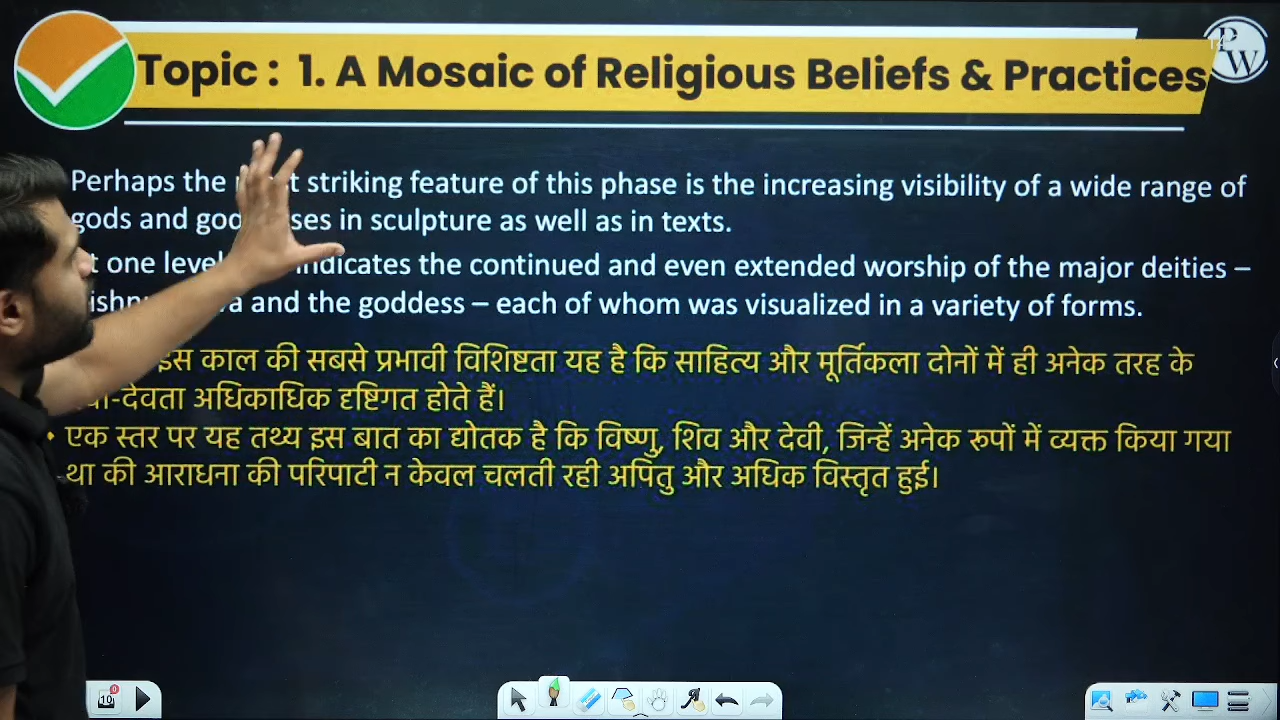 Topic : 1. A Mosaic of Religious Beliefs & Practices
PW
Perhaps the striking feature of this phase is the increasing visibility of a wide range of
gods and in sculpture as well as in texts.
one level indicates the continued and even extended worship of the major deities –
and the goddess – each of whom was visualized in a variety of forms.
इस काल की सबसे प्रभावी विशिष्टता यह है कि साहित्य और मूर्तिकला दोनों में ही अनेक तरह के
देवता अधिकाधिक दृष्टिगत होते हैं।
• एक स्तर पर यह तथ्य इस बात का द्योतक है कि विष्णु, शिव और देवी, जिन्हें अनेक रूपों में व्यक्त किया गया
था की आराधना की परिपाटी न केवल चलती रही अपितु और अधिक विस्तृत हुई।
10